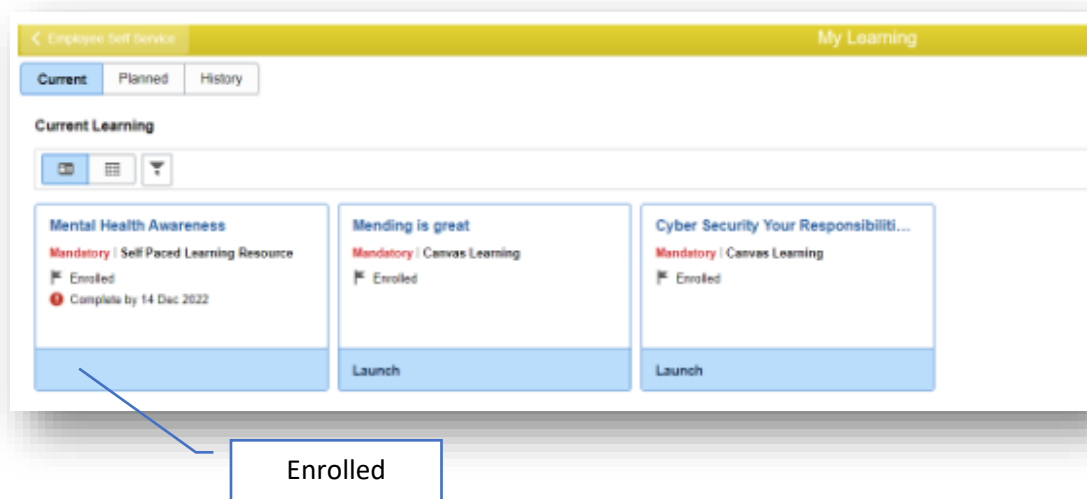 Employee Self Service
My Learning
Current Planned History
Current Learning
Mental Health Awareness
Mandatory | Self Paced Learning Resource
Enrolled
Complete by 14 Dec 2022
Mending is great
Mandatory | Canvas Learning
Enrolled
Launch
Cyber Security Your Responsibiliti...
Mandatory | Canvas Learning
Enrolled
Launch
Enrolled